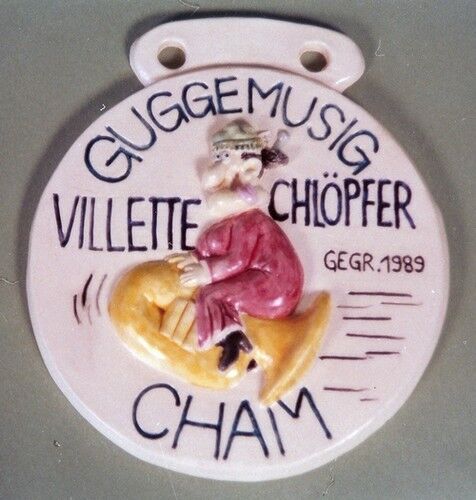 GUGGEMUSIG
VILLETTE CHLÖPFER
GEGR. 1989
CHAM